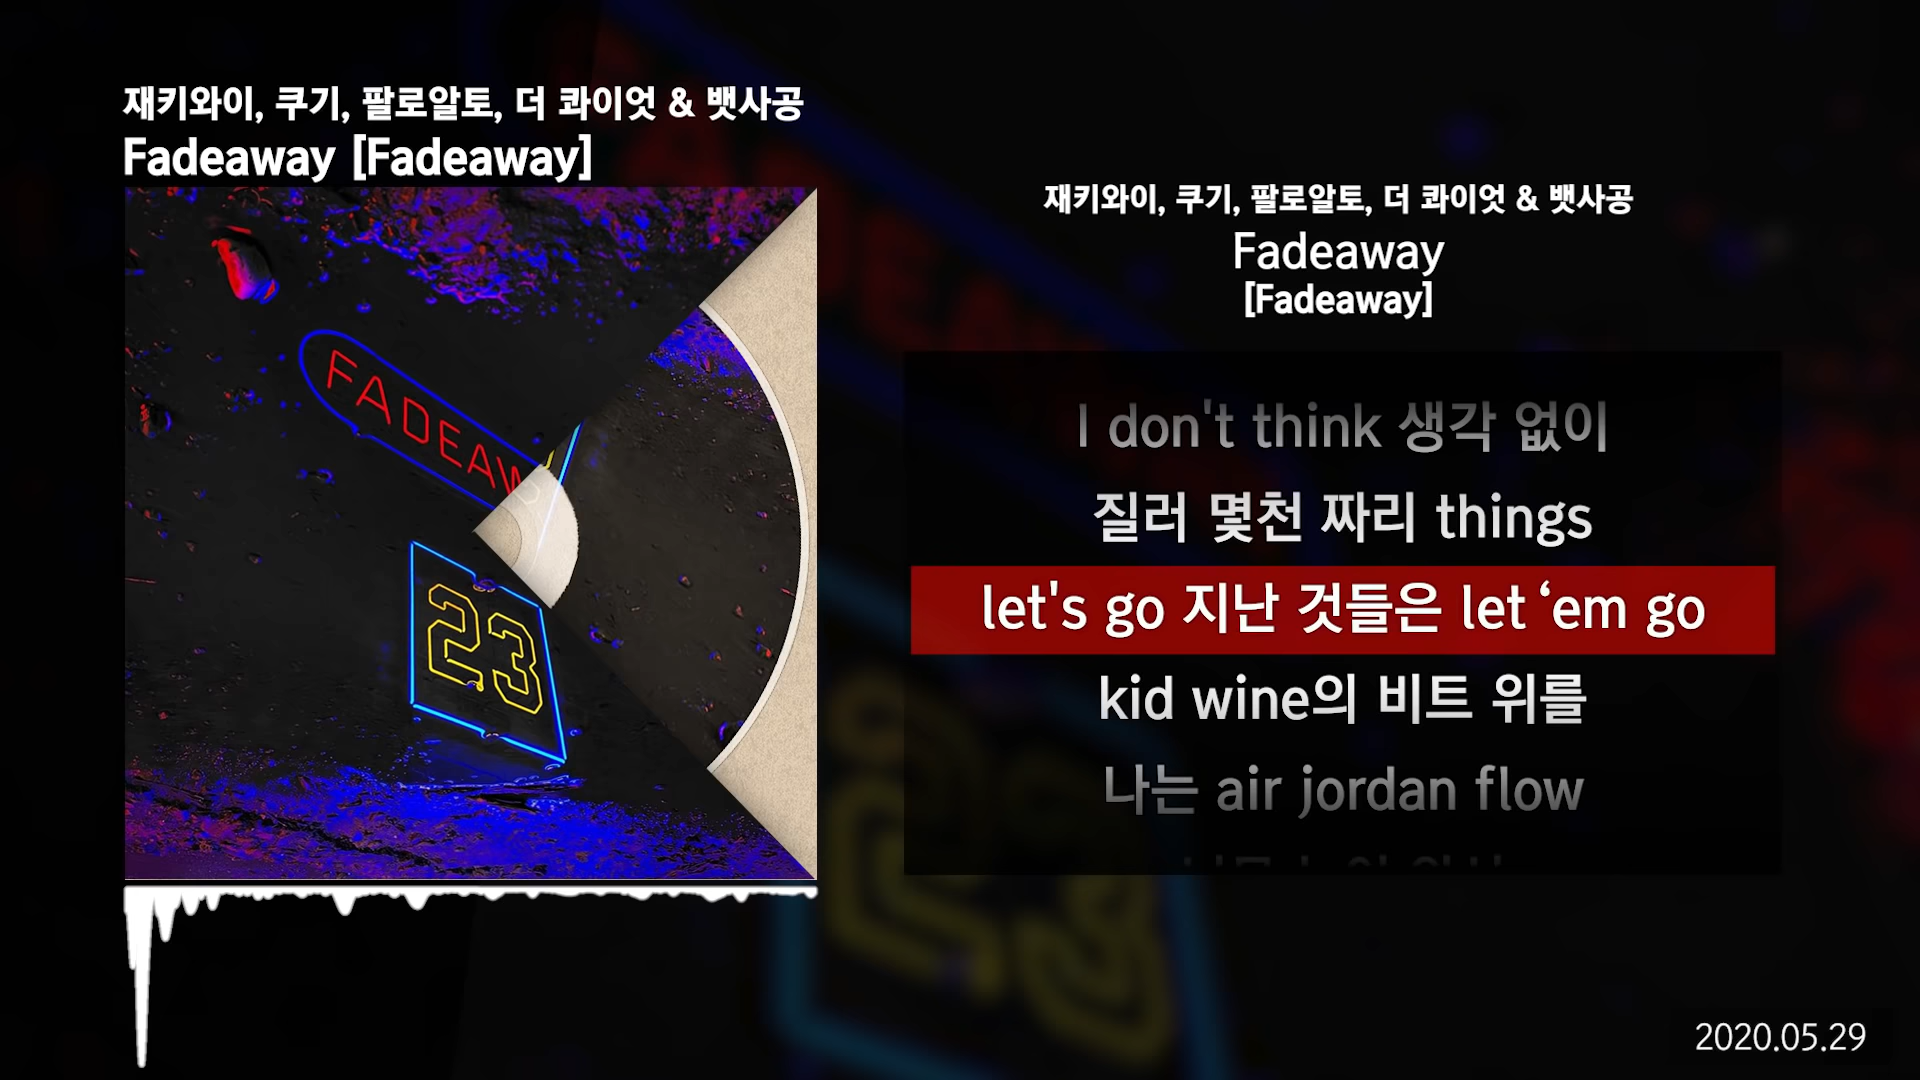 재키와이, 쿠기, 팔로알토, 더 콰이엇 & 뱃사공
Fadeaway [Fadeaway]
FADEAW
23
재키와이, 쿠기, 팔로알토, 더 콰이엇 & 뱃사공
Fadeaway
[Fadeaway]
I don't think 생각 없이
질러 몇천 짜리 things
let's go 지난 것들은 let ‘em go
kid wine의 비트 위를
나는 air jordan flow
2020.05.29